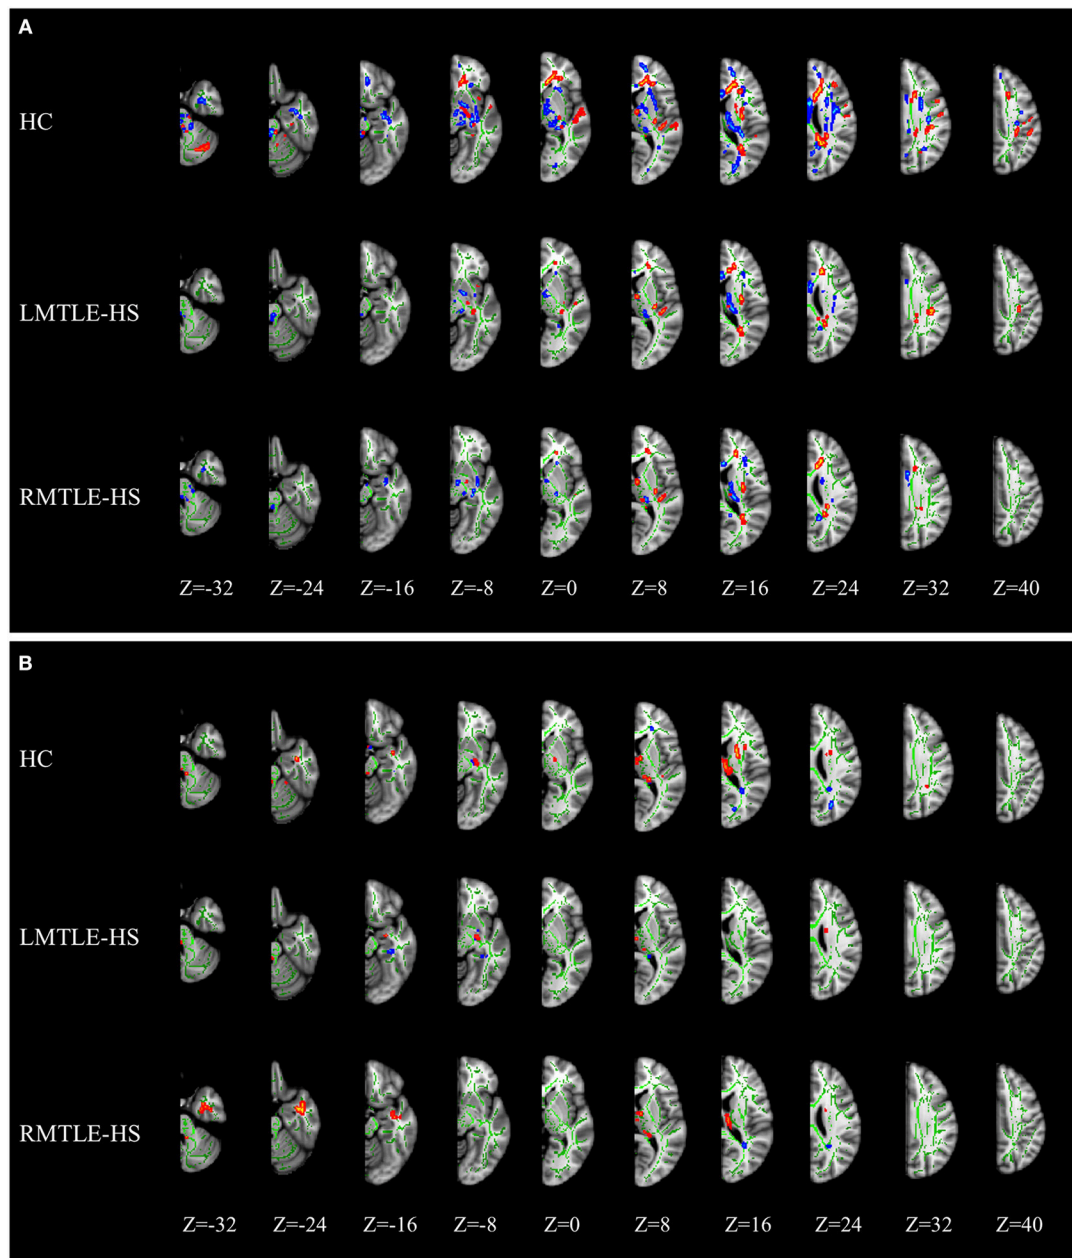 A
HC
LMTLE-HS
RMTLE-HS
Z=-32 Z=-24 Z=-16 Z=-8 Z=0 Z=8 Z=16 Z=24 Z=32 Z=40
B
HC
LMTLE-HS
RMTLE-HS
Z=-32 Z=-24 Z=-16 Z=-8 Z=0 Z=8 Z=16 Z=24 Z=32 Z=40